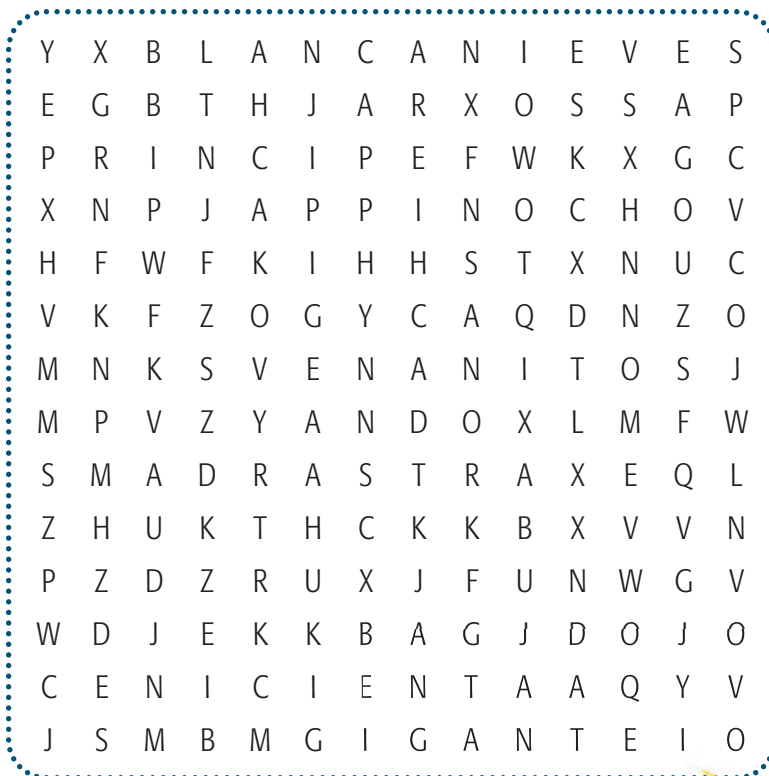 Y X B L A N C A N I E V E S
E G B T H J A R X O S S A P
P R I N C I P E F W K X G C
X N P J A P P I N O C H O V
H F W F K I H H S T X N U C
V K F Z O G Y C A Q D N Z O
M N K S V E N A N I T O S J
M P V Z Y A N D O X L M F W
S M A D R A S T R A X E Q L
Z H U K T H C K K B X V V N
P Z D Z R U X J F U N W G V
W D J E K K B A G J D O J O
C E N I C I E N T A A Q Y V
J S M B M G I G A N T E I O